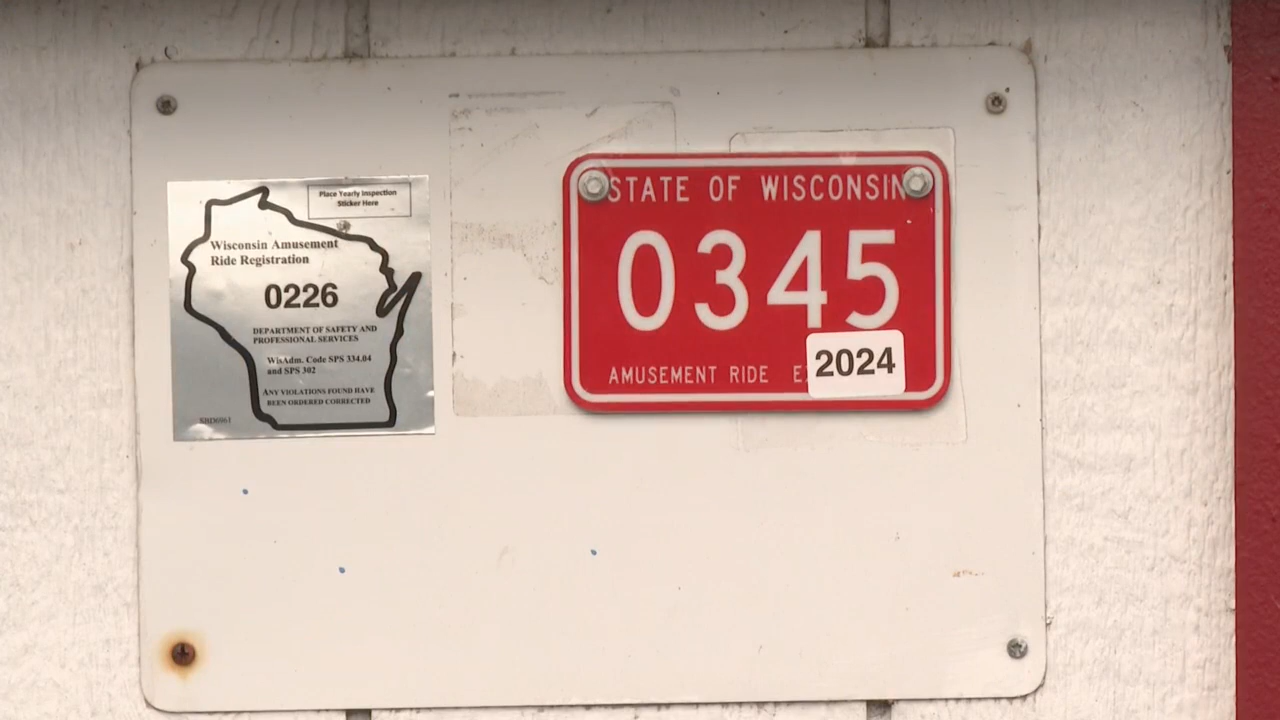 Place Yearly Inspection
Sticker Here
Wisconsin Amusement
Ride Registration
0226
DEPARTMENT OF SAFETY AND
PROFESSIONAL SERVICES
WisAdm. Code SPS 334.04
and SPS 302
ANY VIOLATIONS FOUND HAVE
BEEN ORDERED CORRECTED
SBD6961
STATE OF WISCONSIN
0345
AMUSEMENT RIDE
2024